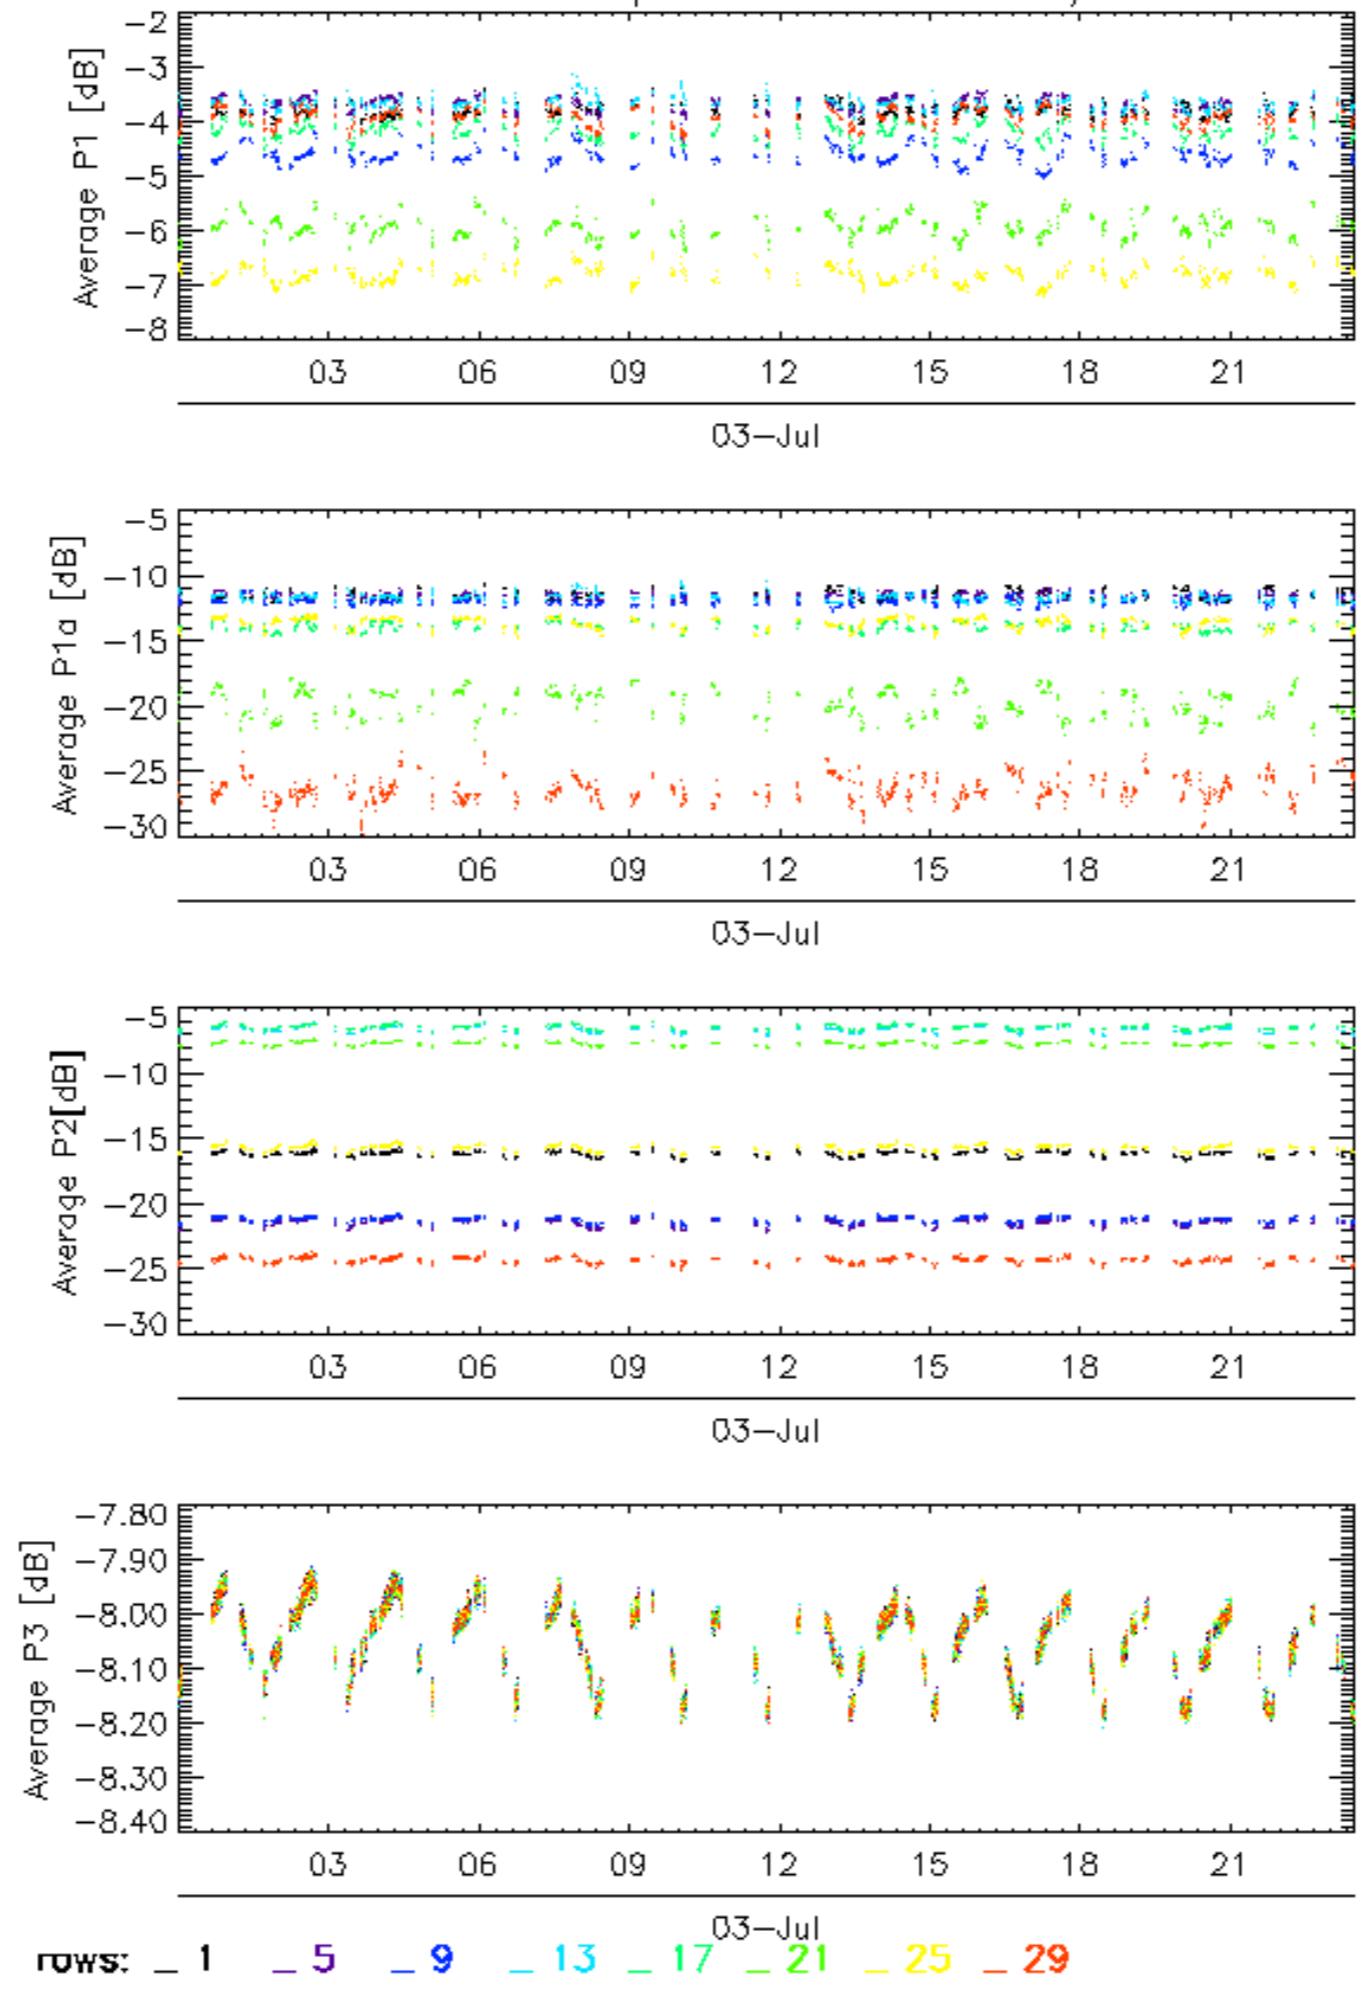 -2
-3
-4
-5
-6
-7
-8
Average P1 [dB]
03 06 09 12 15 18 21
03-Jul
-5
-10
-15
-20
-25
-30
Average P1a [dB]
03 06 09 12 15 18 21
03-Jul
-5
-10
-15
-20
-25
-30
Average P2[dB]
03 06 09 12 15 18 21
03-Jul
-7.80
-7.90
-8.00
-8.10
-8.20
-8.30
-8.40
Average P3 [dB]
03 06 09 12 15 18 21
03-Jul
rows: _ 1 _ 5 _ 9 _ 13 _ 17 _ 21 _ 25 _ 29